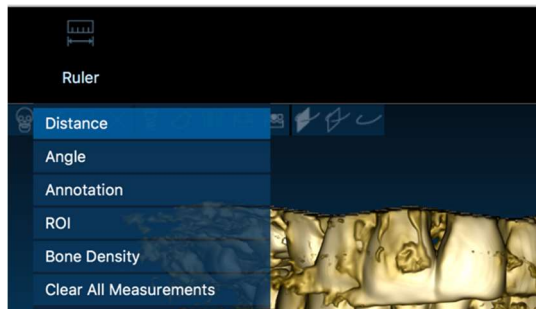 Ruler
Distance
Angle
Annotation
ROI
Bone Density
Clear All Measurements